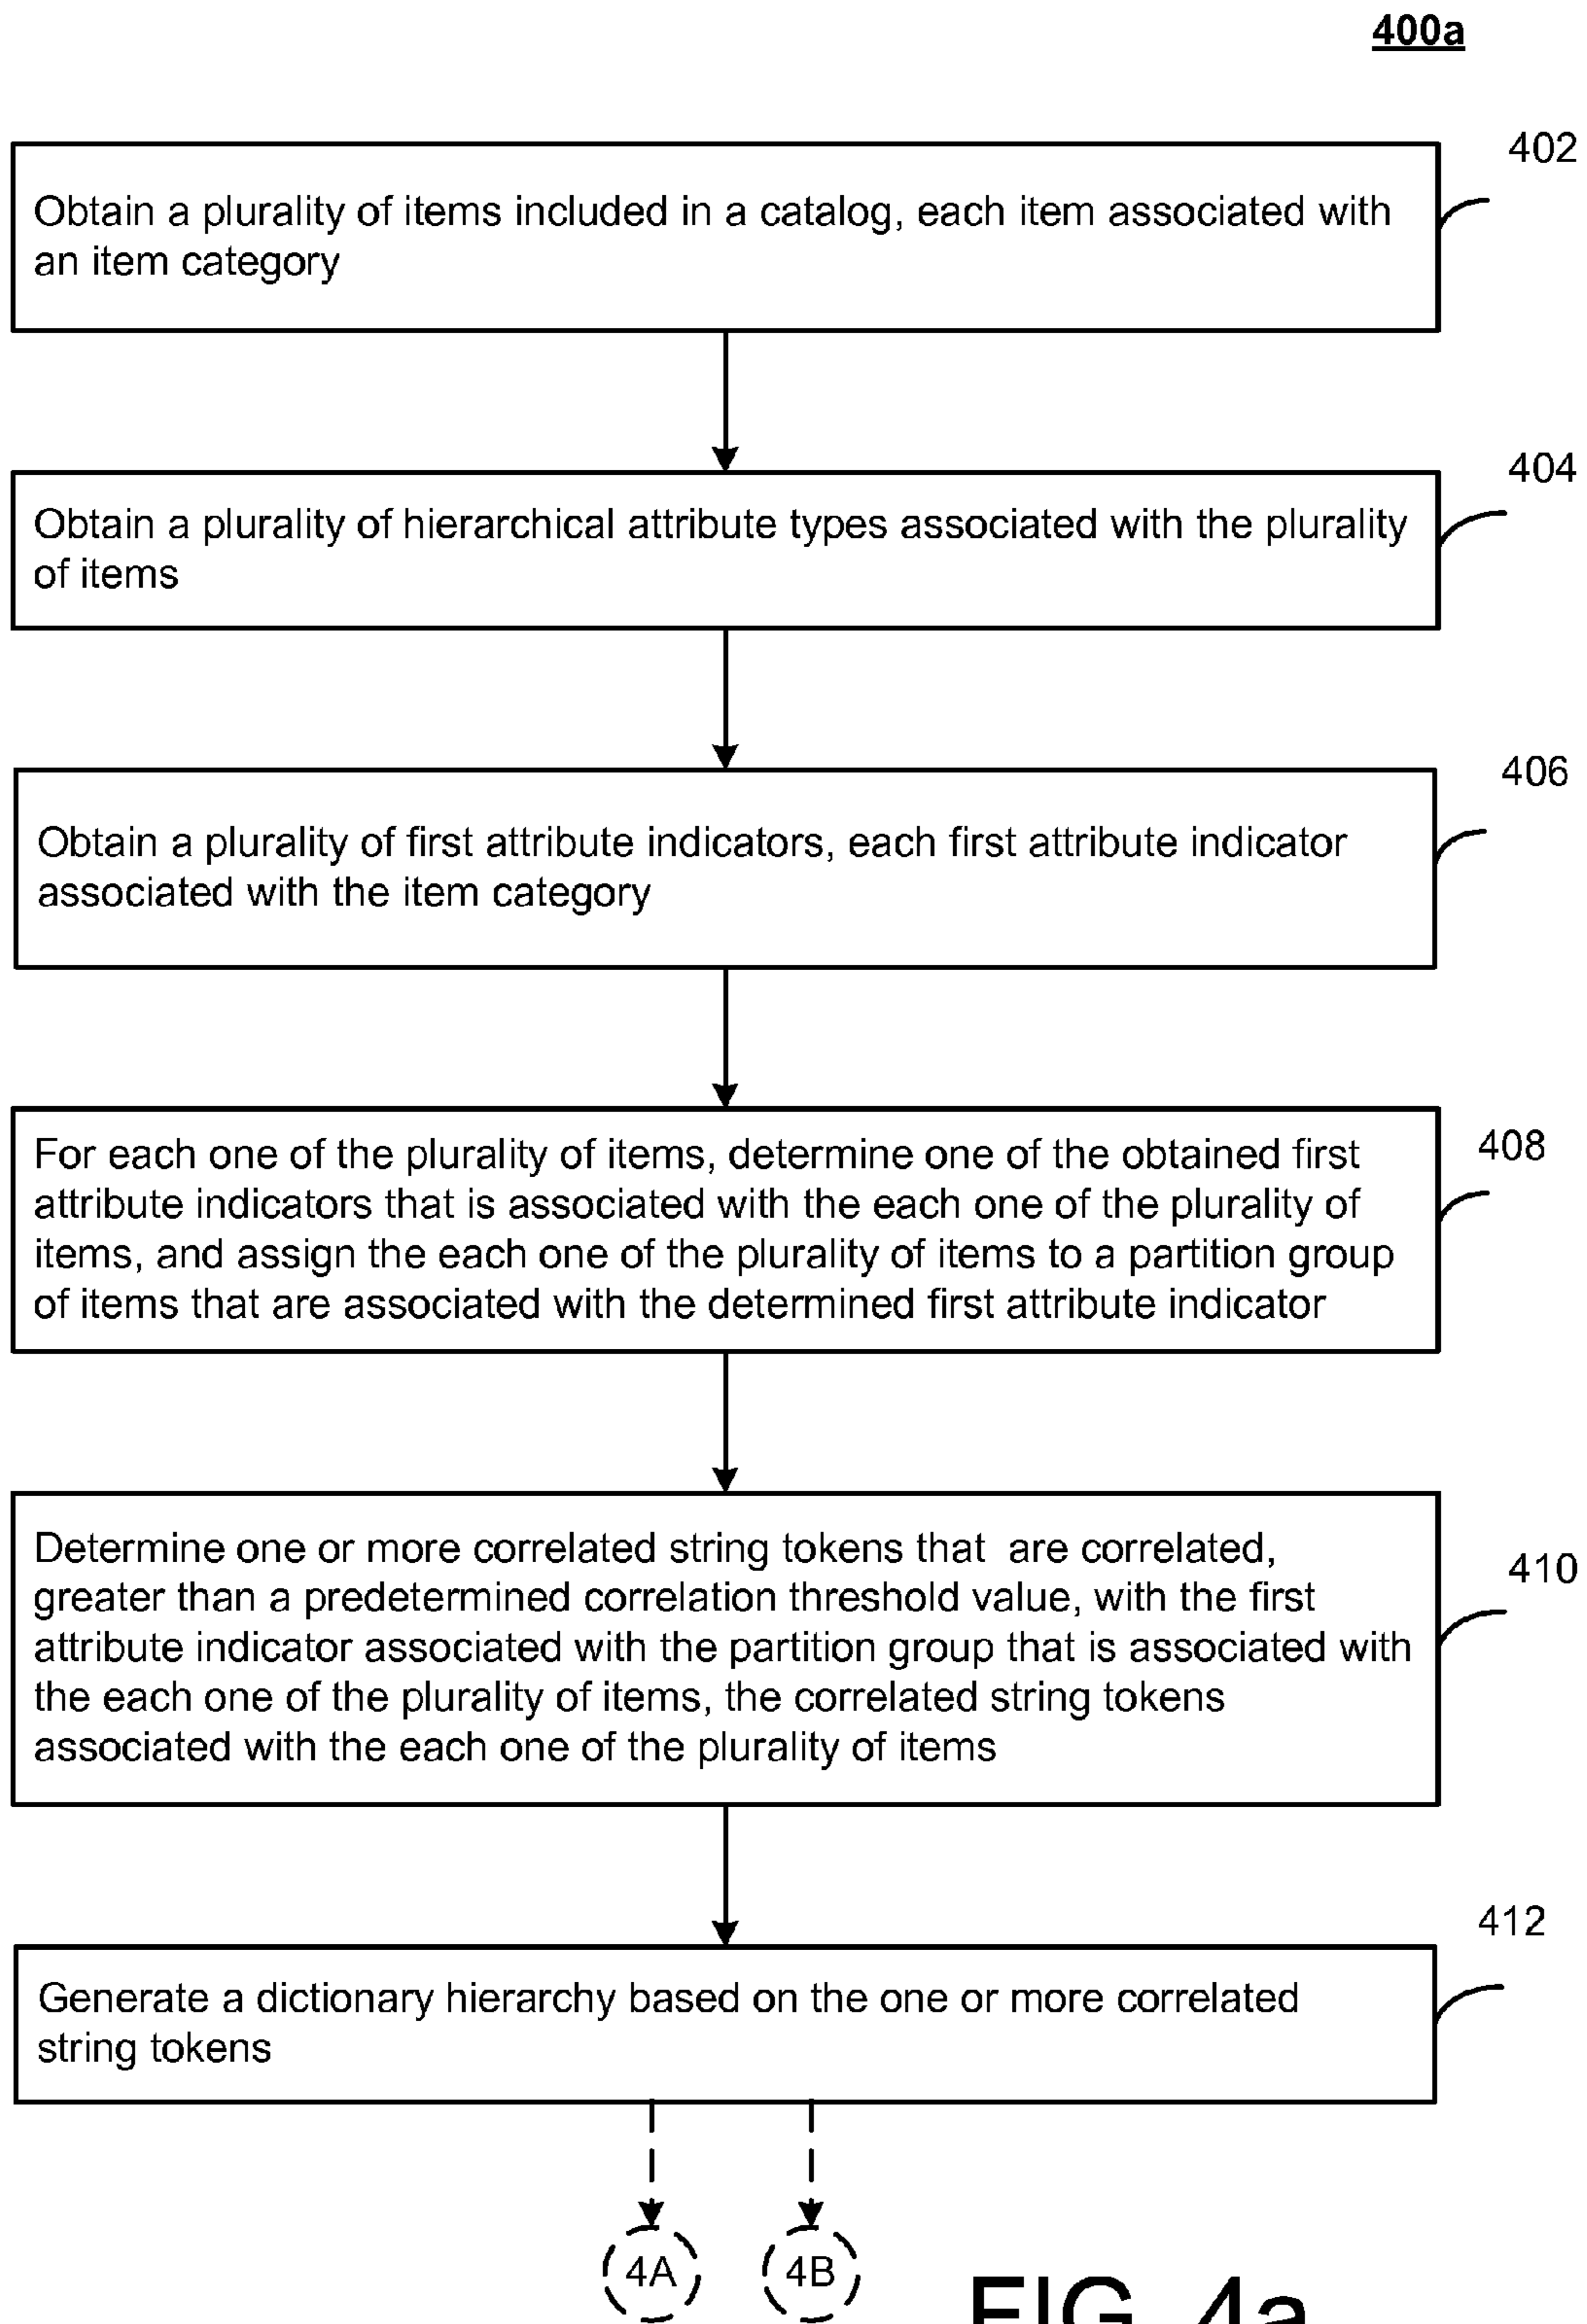 400a
402
Obtain a plurality of items included in a catalog, each item associated with
an item category
404
Obtain a plurality of hierarchical attribute types associated with the plurality
of items
406
Obtain a plurality of first attribute indicators, each first attribute indicator
associated with the item category
408
For each one of the plurality of items, determine one of the obtained first
attribute indicators that is associated with the each one of the plurality of
items, and assign the each one of the plurality of items to a partition group
of items that are associated with the determined first attribute indicator
410
Determine one or more correlated string tokens that are correlated,
greater than a predetermined correlation threshold value, with the first
attribute indicator associated with the partition group that is associated with
the each one of the plurality of items, the correlated string tokens
associated with the each one of the plurality of items
412
Generate a dictionary hierarchy based on the one or more correlated
string tokens
4A 4B
FIG. 4a